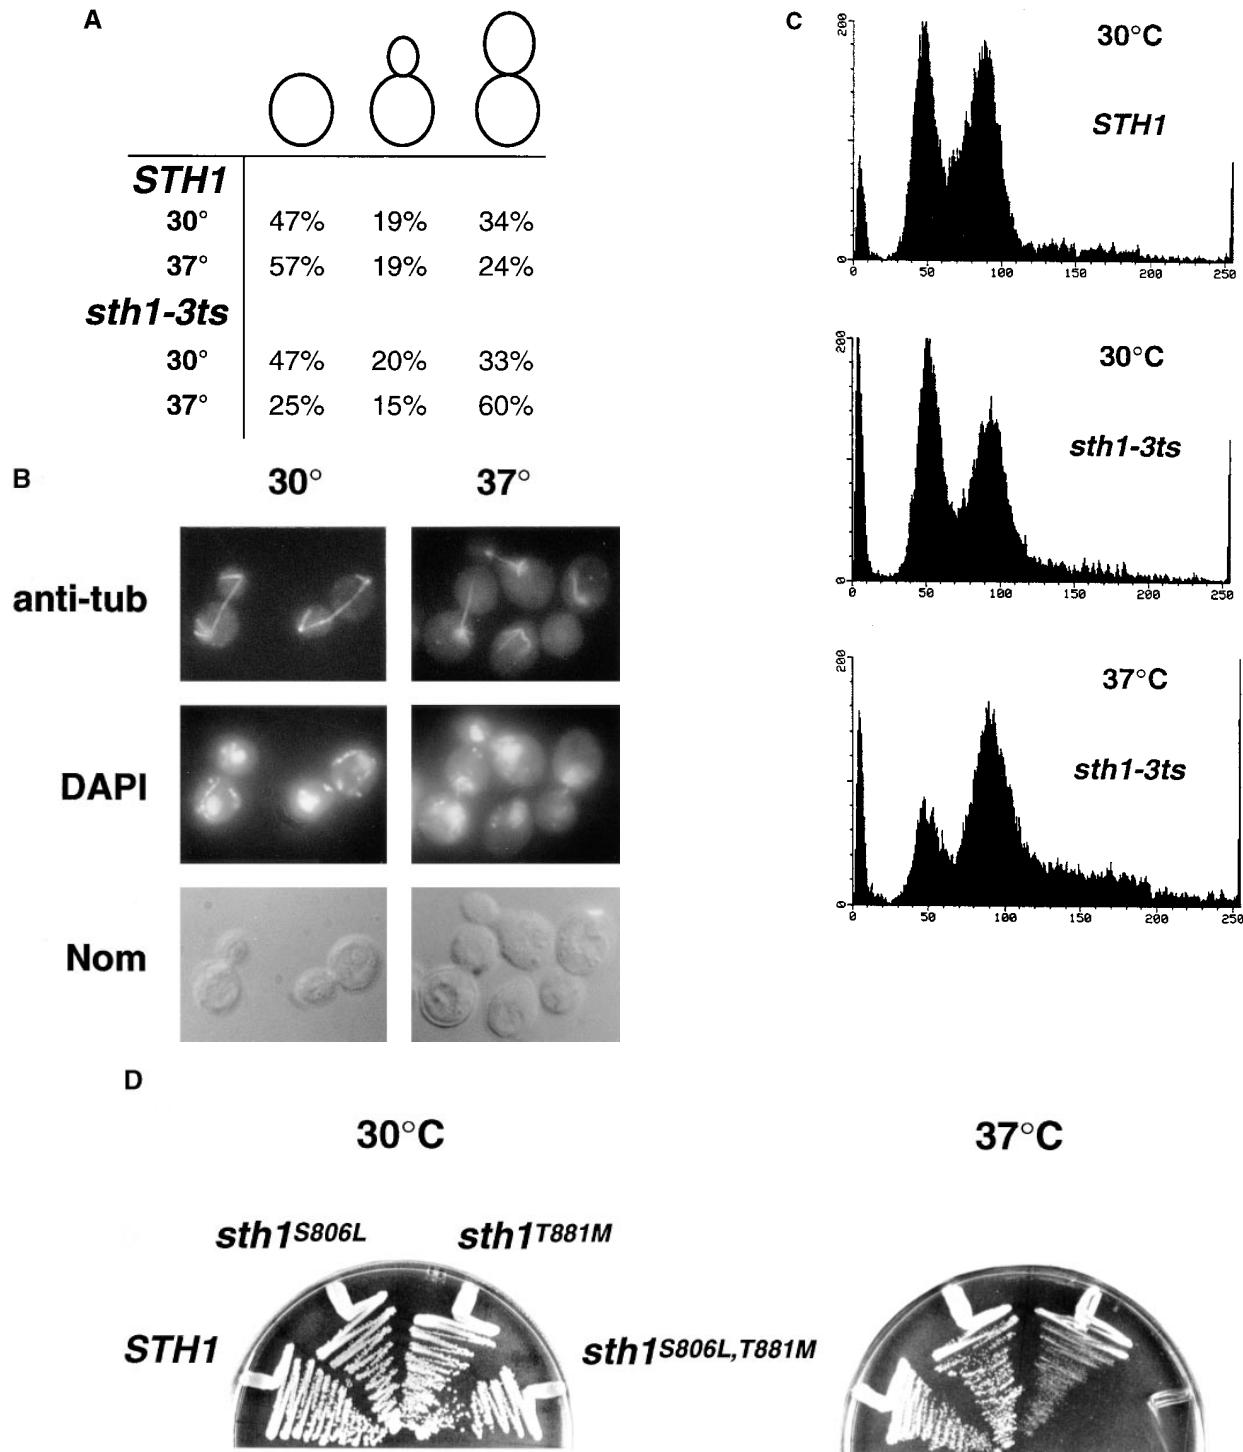 A
STH1
30° 47% 19% 34%
37° 57% 19% 24%
sth1-3ts
30° 47% 20% 33%
37° 25% 15% 60%
B
30° 37°
anti-tub
DAPI
Nom
C
200
30°C
STH1
0
0 50 100 150 200 250
200
30°C
sth1-3ts
0
0 50 100 150 200 250
200
37°C
sth1-3ts
0
0 50 100 150 200 250
D
30°C 37°C
sth1S806L sth1T881M
STH1 sth1S806L,T881M